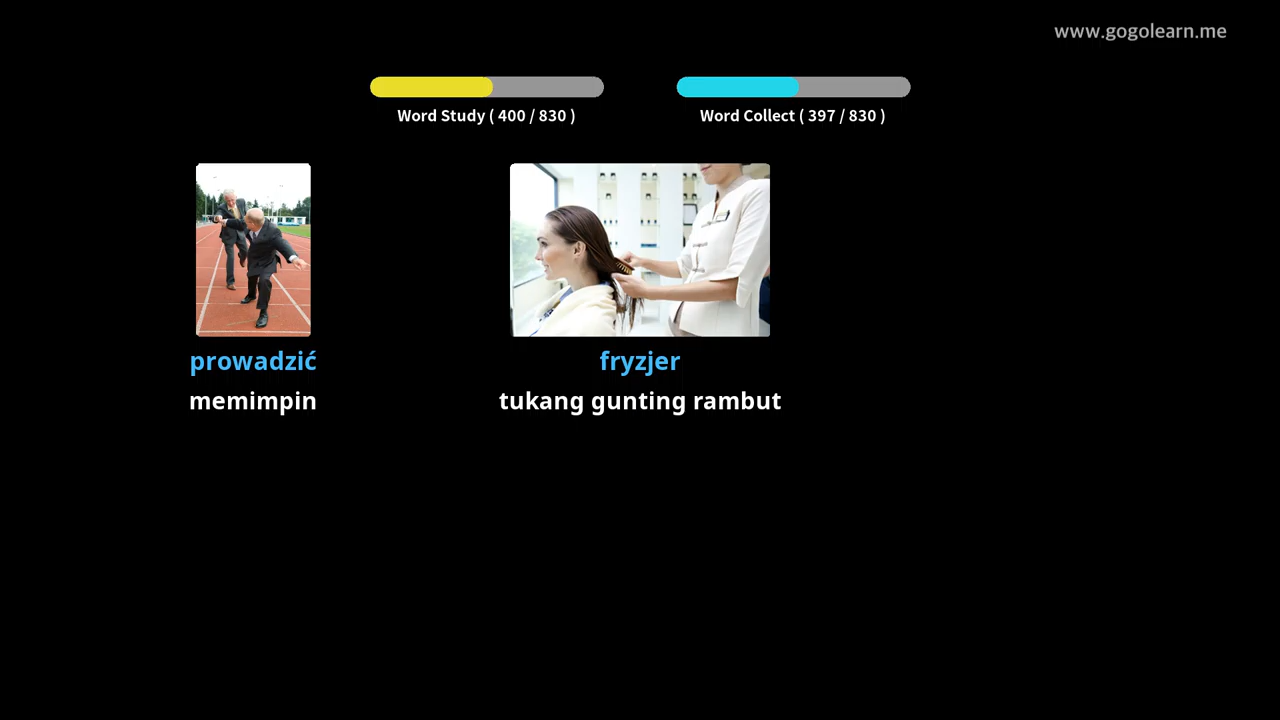 www.gogolearn.me
Word Study ( 400 / 830 )
Word Collect ( 397 / 830 )
prowadzić
memimpin
fryzjer
tukang gunting rambut